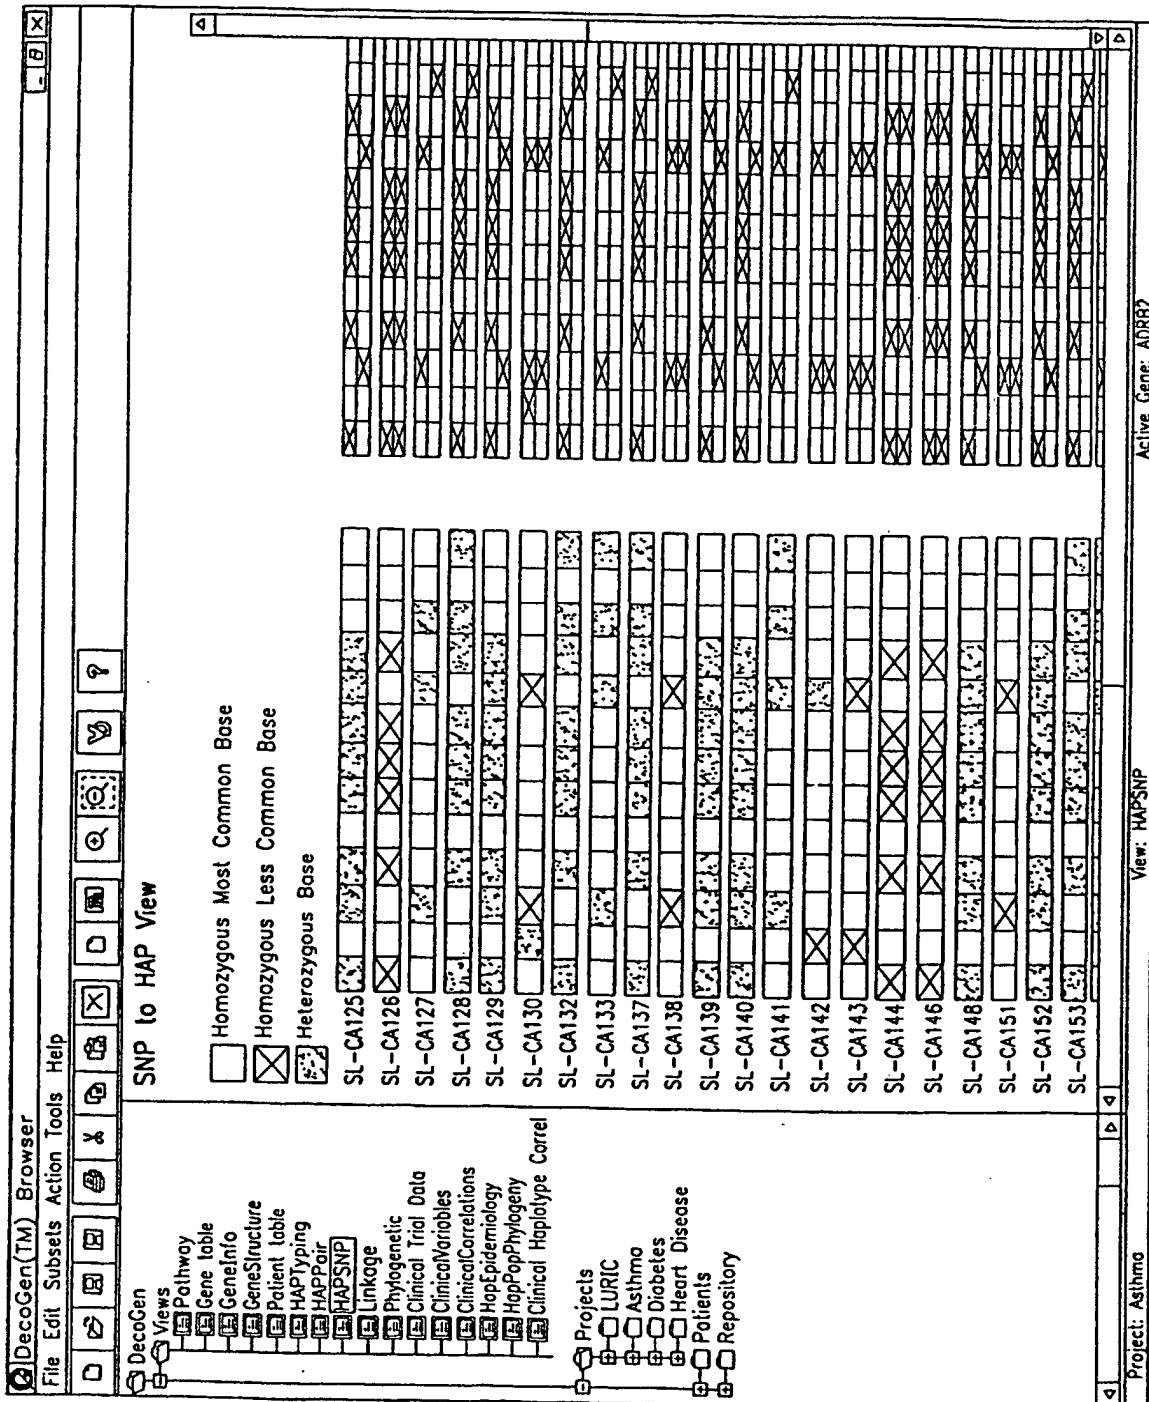 DecoGen(TM) Browser
File Edit Subsets Action Tools Help
?
DecoGen
Views
Pathway
Gene table
GeneInfo
GeneStructure
Patient table
HAPTyping
HAPPair
HAPSNP
Linkage
Phylogenetic
Clinical Trial Data
ClinicalVariables
ClinicalCorrelations
HapEpidemiology
HapPopPhylogeny
Clinical Haplotype Correl
Projects
LURIC
Asthma
Diabetes
Heart Disease
Patients
Repository
SNP to HAP View
Homozygous Most Common Base
Homozygous Less Common Base
Heterozygous Base
SL-CA125
SL-CA126
SL-CA127
SL-CA128
SL-CA129
SL-CA130
SL-CA132
SL-CA133
SL-CA137
SL-CA138
SL-CA139
SL-CA140
SL-CA141
SL-CA142
SL-CA143
SL-CA144
SL-CA146
SL-CA148
SL-CA151
SL-CA152
SL-CA153
Project: Asthma
View: HAPSNP
Active Gene: ADRB2